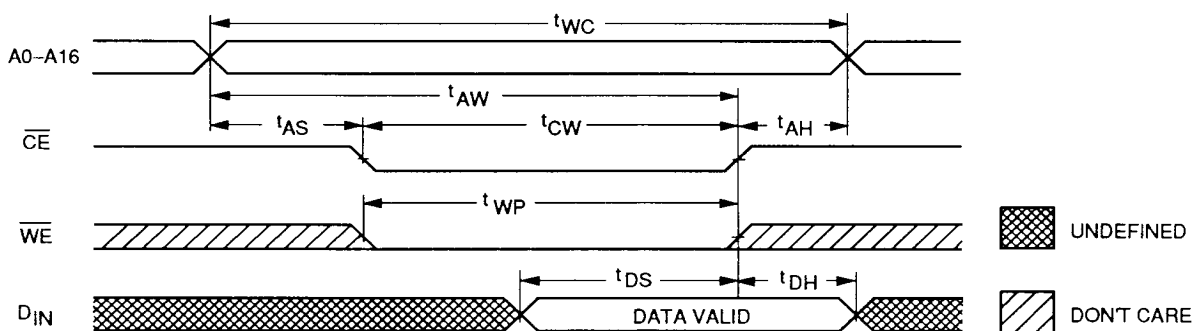 tWC
A0–A16
tAW
tAS tCW tAH
CE
tWP
WE
UNDEFINED
tDS tDH
DIN DATA VALID
DON'T CARE